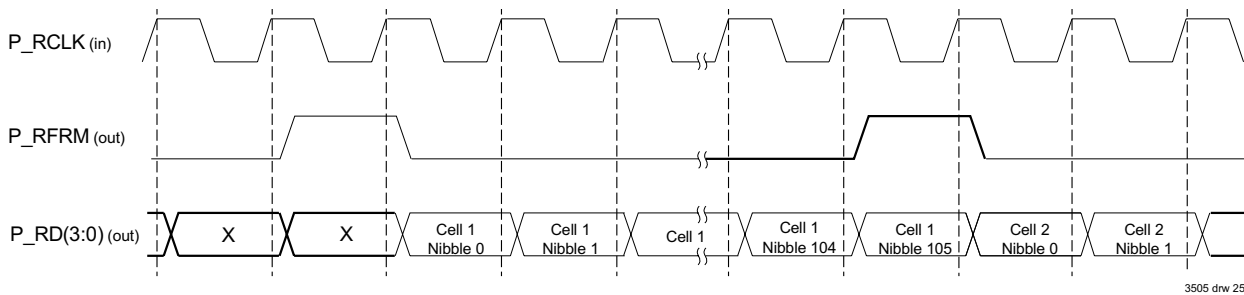 P_RCLK (in)
P_RFRM (out)
P_RD(3:0) (out)
X
X
Cell 1
Nibble 0
Cell 1
Nibble 1
Cell 1
Cell 1
Nibble 104
Cell 1
Nibble 105
Cell 2
Nibble 0
Cell 2
Nibble 1
3505 drw 25